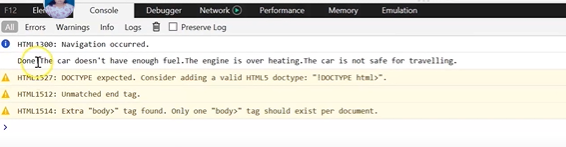 F12 Console Debugger Network Performance Memory Emulation
All Errors Warnings Info Logs Preserve Log
HTML1300: Navigation occurred.
Done.The car doesn't have enough fuel.The engine is over heating.The car is not safe for travelling.
HTML1527: DOCTYPE expected. Consider adding a valid HTML5 doctype: "!DOCTYPE html>".
HTML1512: Unmatched end tag.
HTML1514: Extra "body>" tag found. Only one "body>" tag should exist per document.